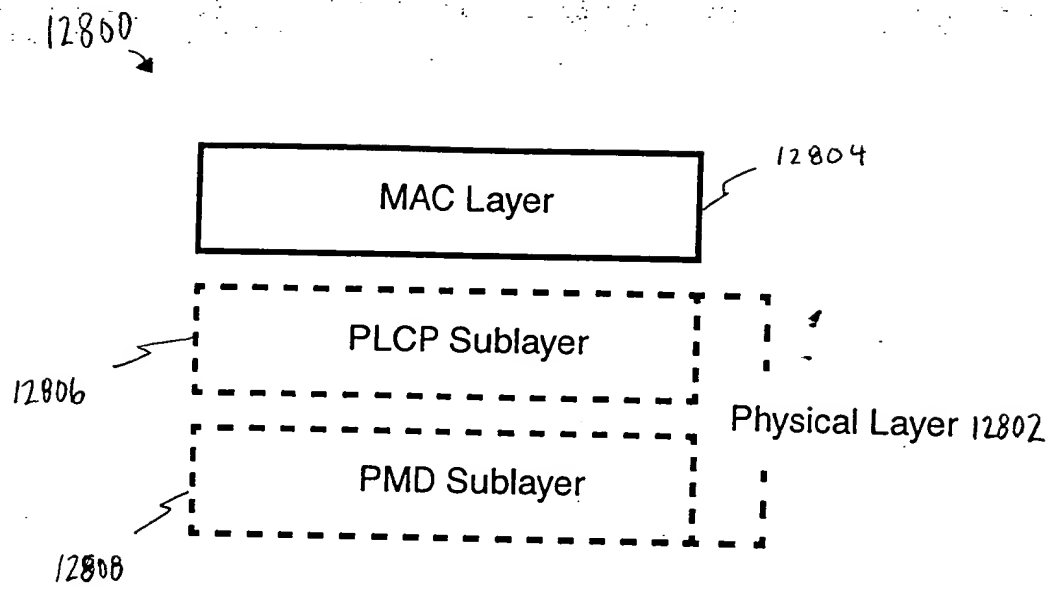 12800
12804
MAC Layer
PLCP Sublayer
12806
Physical Layer 12802
PMD Sublayer
12808